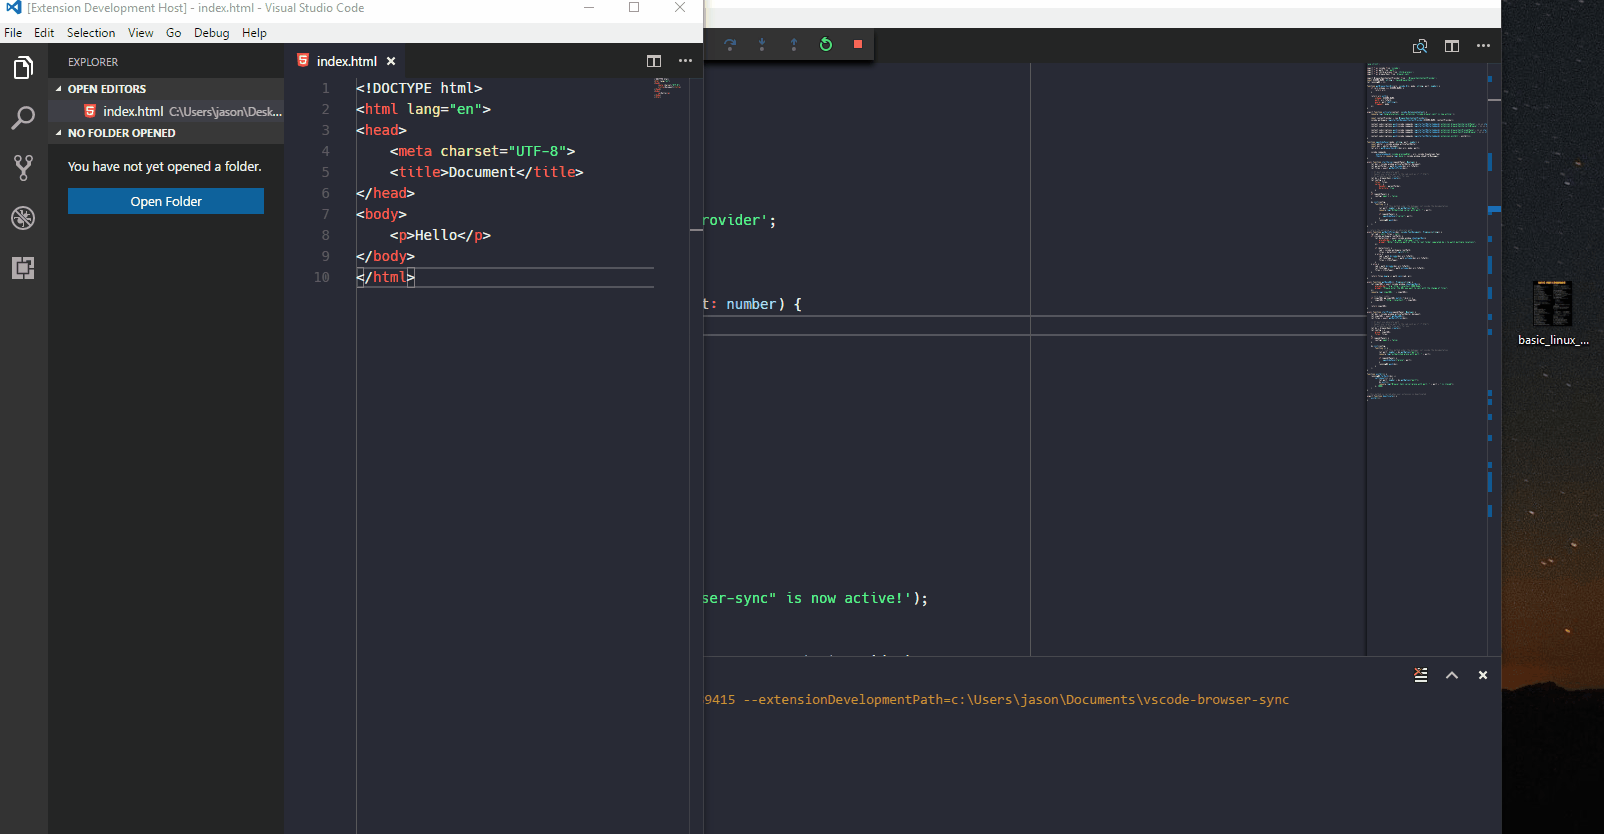 [Extension Development Host] - index.html - Visual Studio Code
File Edit Selection View Go Debug Help
EXPLORER
OPEN EDITORS
index.html C:\Users\jason\Desk...
NO FOLDER OPENED
You have not yet opened a folder.
Open Folder
index.html
1 <!DOCTYPE html>
2 <html lang="en">
3 <head>
4 <meta charset="UTF-8">
5 <title>Document</title>
6 </head>
7 <body>
8 <p>Hello</p>
9 </body>
10 </html>
rovider';
t: number) {
ser-sync" is now active!');
9415 --extensionDevelopmentPath=c:\Users\jason\Documents\vscode-browser-sync
basic_linux_...